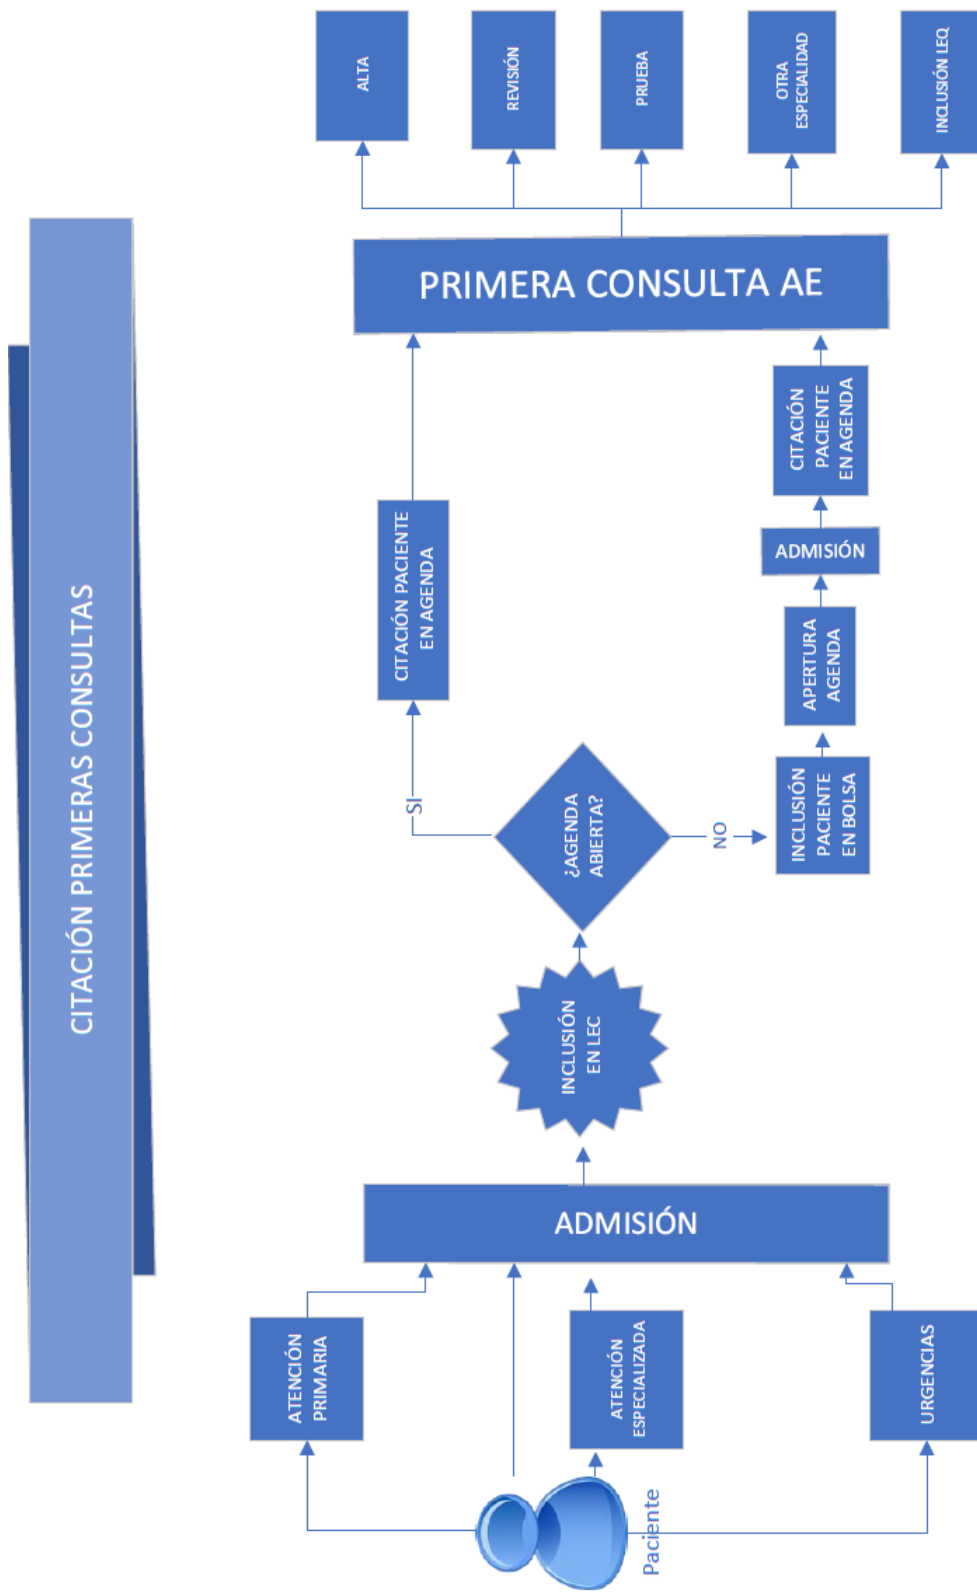 CITACIÓN PRIMERAS CONSULTAS
Paciente
ATENCIÓN
PRIMARIA
ATENCIÓN
ESPECIALIZADA
URGENCIAS
ADMISIÓN
INCLUSIÓN
EN LEC
¿AGENDA
ABIERTA?
SI
CITACIÓN PACIENTE
EN AGENDA
NO
INCLUSIÓN
PACIENTE
EN BOLSA
APERTURA
AGENDA
ADMISIÓN
CITACIÓN
PACIENTE
EN AGENDA
PRIMERA CONSULTA AE
ALTA
REVISIÓN
PRUEBA
OTRA
ESPECIALIDAD
INCLUSIÓN LEQ